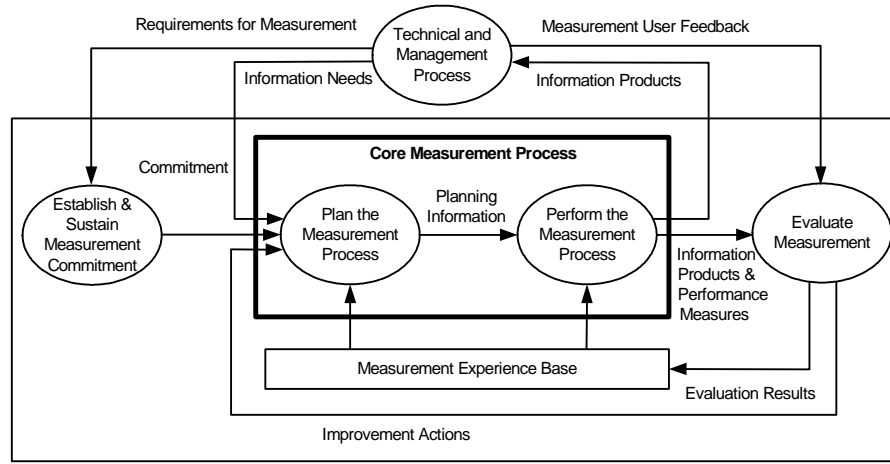 Requirements for Measurement
Technical and
Management
Process
Measurement User Feedback
Information Needs
Information Products
Commitment
Core Measurement Process
Establish &
Sustain
Measurement
Commitment
Plan the
Measurement
Process
Planning
Information
Perform the
Measurement
Process
Evaluate
Measurement
Information
Products &
Performance
Measures
Measurement Experience Base
Evaluation Results
Improvement Actions